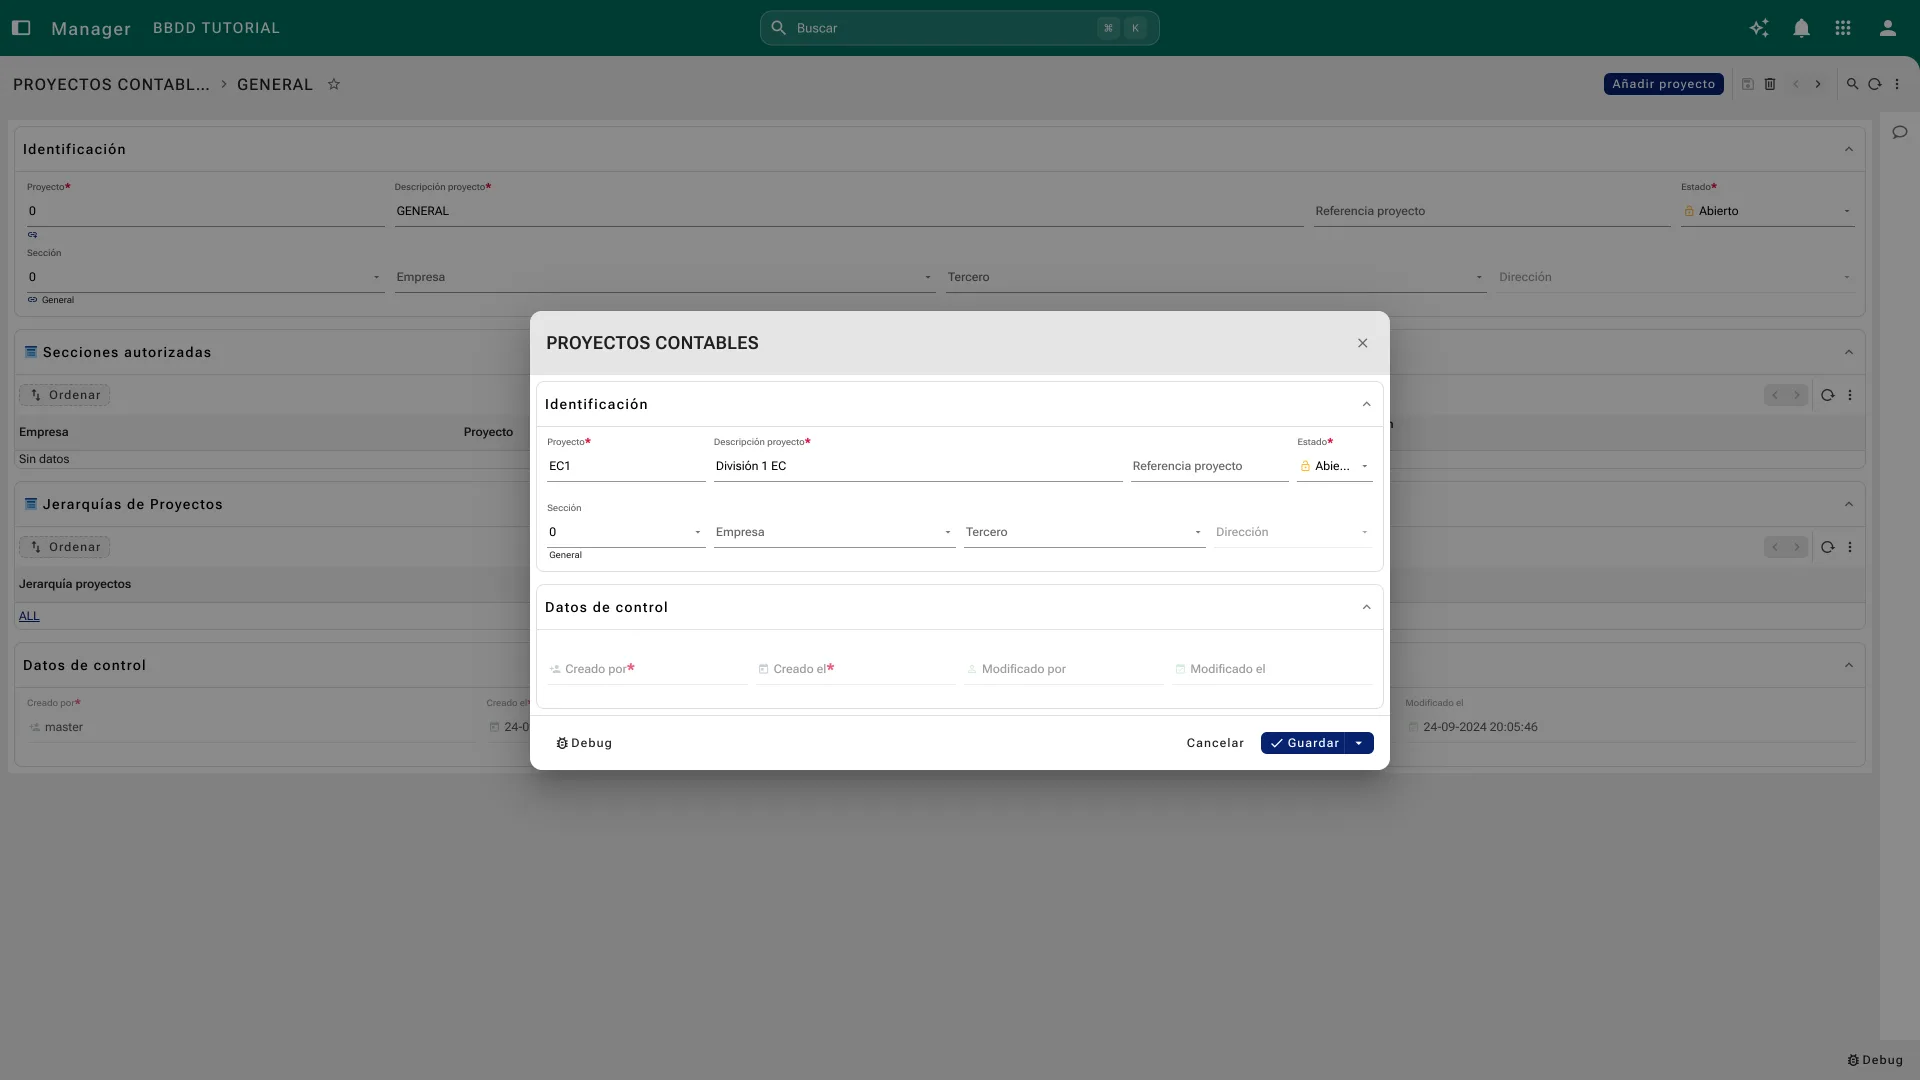 Manager BBDD TUTORIAL Buscar ⌘ K
PROYECTOS CONTABL... > GENERAL Añadir proyecto
Identificación
Proyecto* Descripción proyecto* Estado*
0 GENERAL Referencia proyecto Abierto
Sección
0 Empresa Tercero Dirección
General
Secciones autorizadas
Ordenar
Empresa Proyecto
Sin datos
Jerarquías de Proyectos
Ordenar
Jerarquía proyectos
ALL
Datos de control
Creado por* Creado el* Modificado el
master 24-0 24-09-2024 20:05:46
PROYECTOS CONTABLES
Identificación
Proyecto* Descripción proyecto* Estado*
EC1 División 1 EC Referencia proyecto Abie...
Sección
0 Empresa Tercero Dirección
General
Datos de control
Creado por* Creado el* Modificado por Modificado el
Debug Cancelar Guardar
Debug